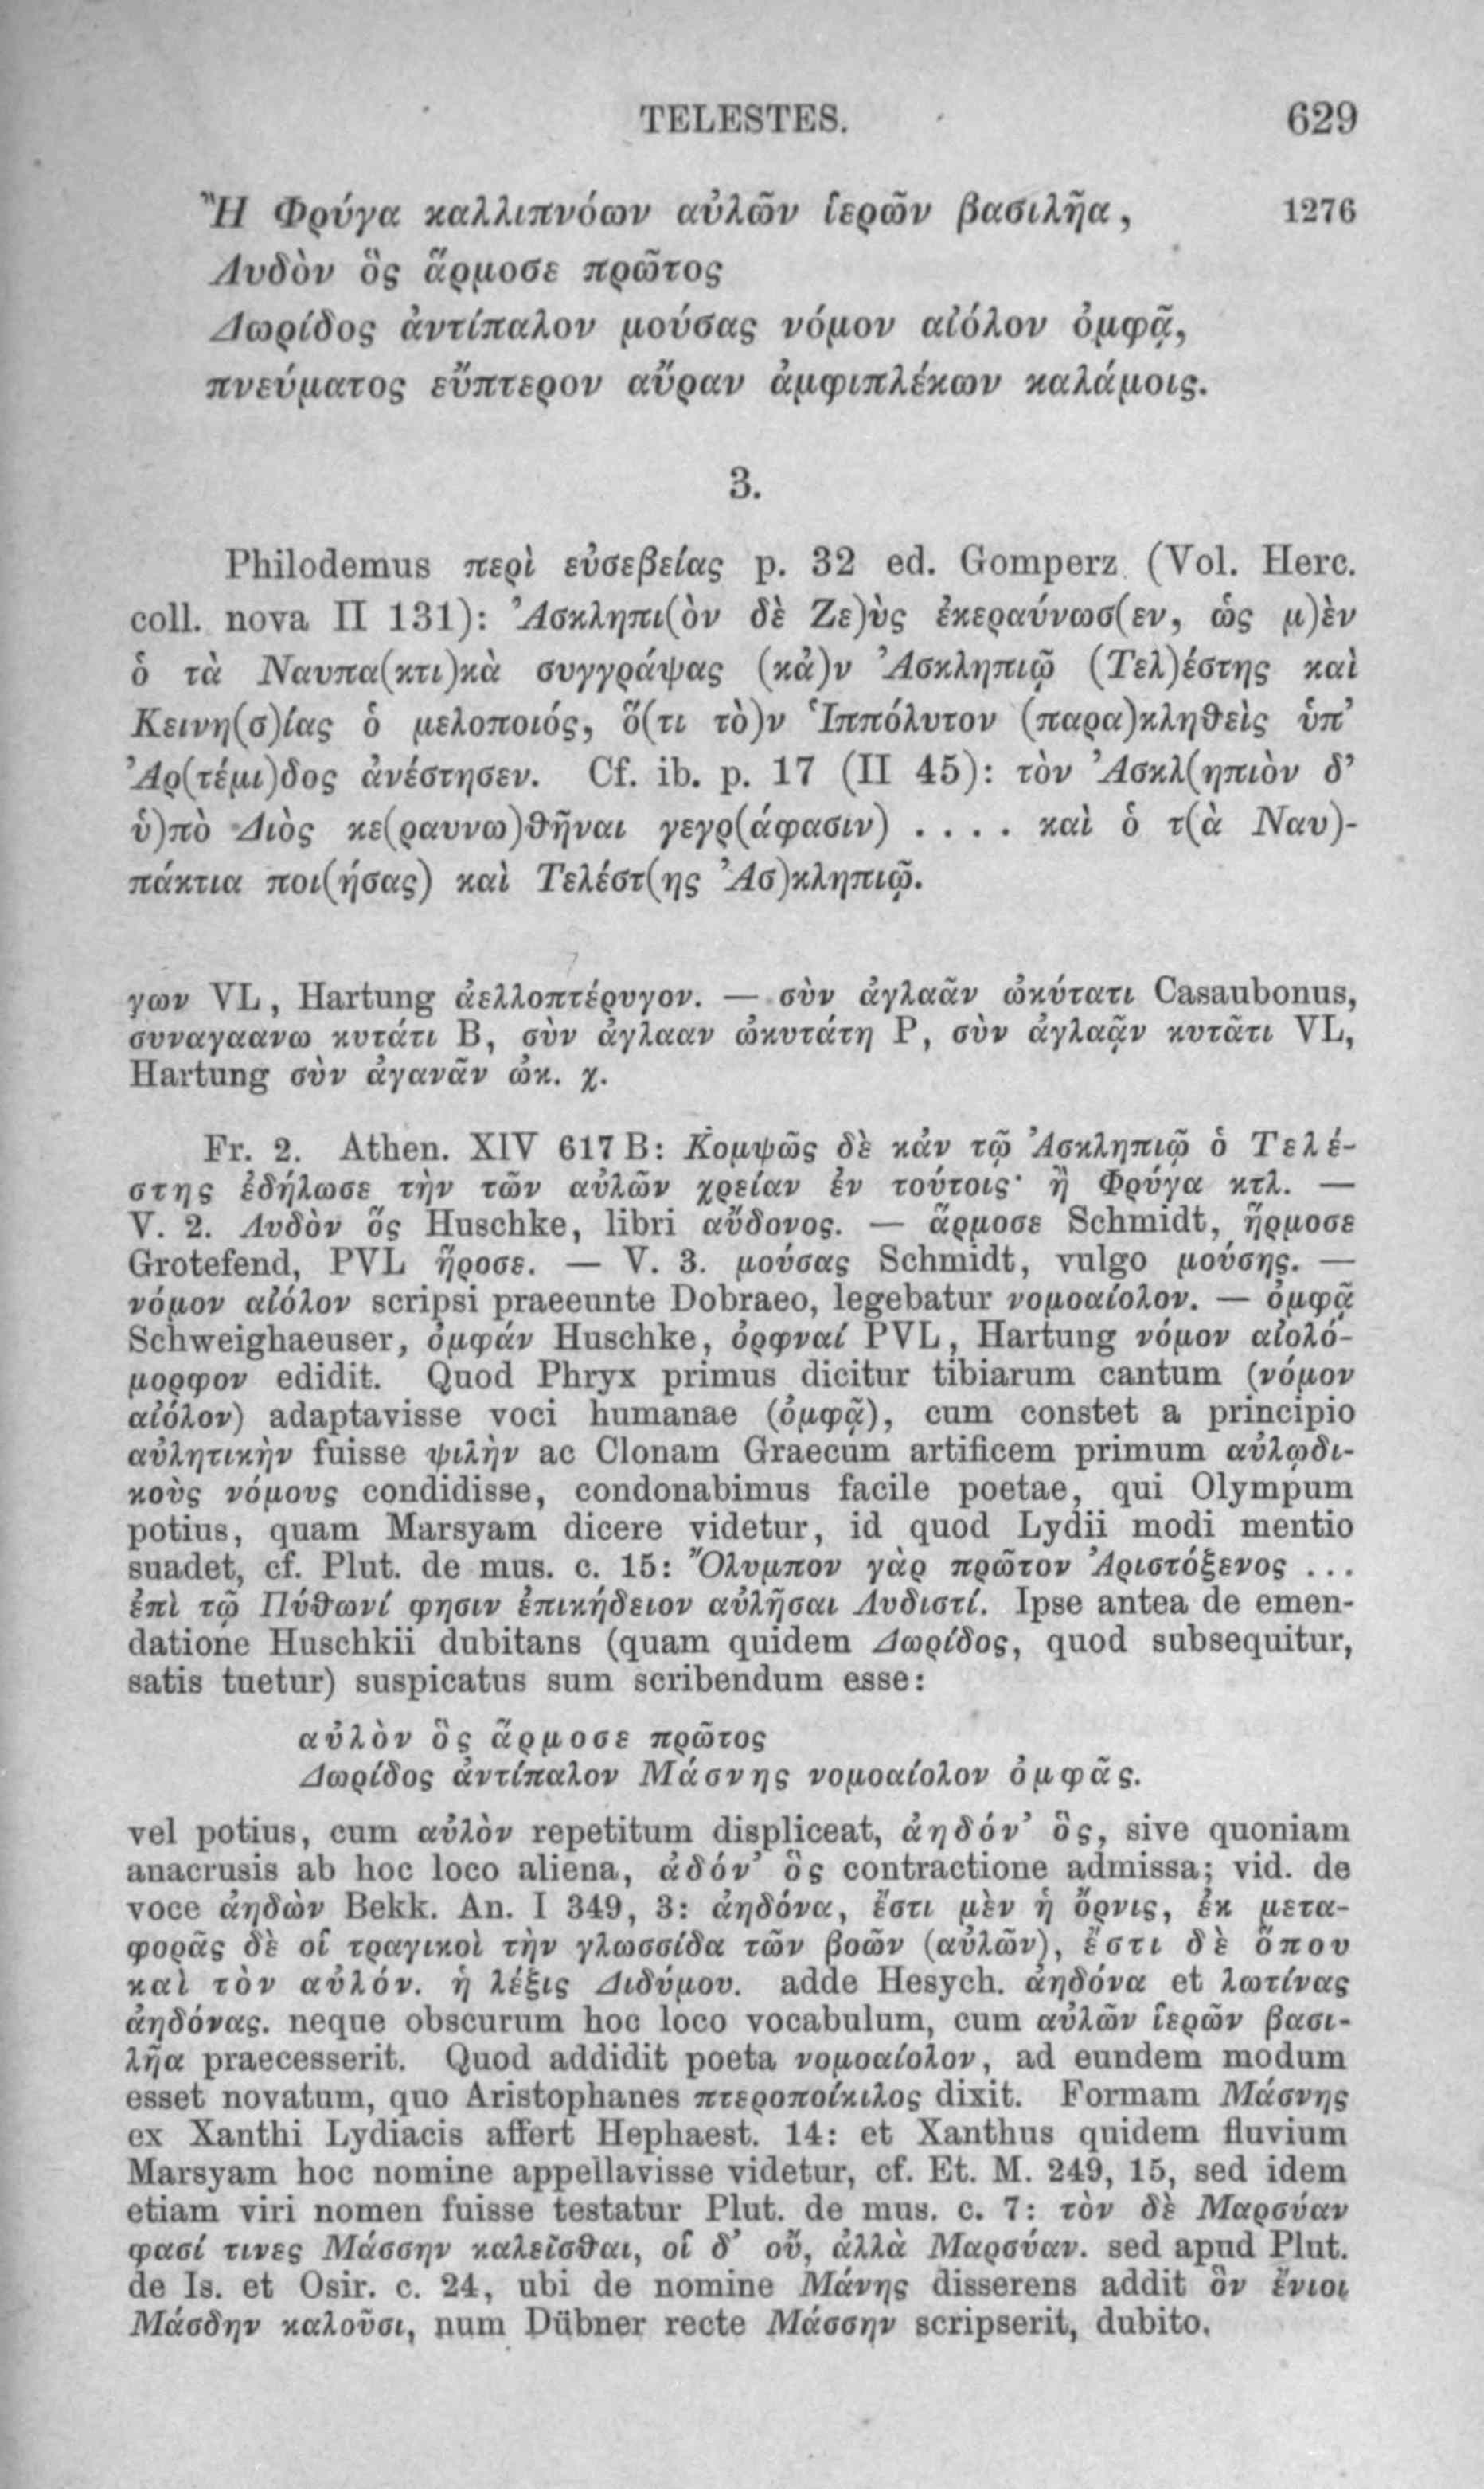 TELESTES. 629
Ἢ Φρύγα καλλιπνόων αὐλῶν ἱερῶν βασιλῆα, 1276
Λυδὸν ὃς ἅρμοσε πρῶτος
Δωρίδος ἀντίπαλον μούσας νόμον αἰόλον ὀμφᾷ,
πνεύματος εὔπτερον αὔραν ἀμφιπλέκων καλάμοις.
3.
Philodemus περὶ εὐσεβείας p. 32 ed. Gomperz (Vol. Herc.
coll. nova II 131): Ἀσκληπι(ὸν δὲ Ζε)ὺς ἐκεραύνωσ(εν, ὡς μ)ὲν
ὁ τὰ Ναυπα(κτι)κὰ συγγράψας (κἀ)ν Ἀσκληπιῷ (Τελ)έστης καὶ
Κεινη(σ)ίας ὁ μελοποιός, ὅ(τι τὸ)ν Ἱππόλυτον (παρα)κληθεὶς ὑπ’
Ἀρ(τέμι)δος ἀνέστησεν. Cf. ib. p. 17 (II 45): τὸν Ἀσκλ(ηπιὸν δ’
ὑ)πὸ Διὸς κε(ραυνω)θῆναι γεγρ(άφασιν) . . . . καὶ ὁ τ(ὰ Ναυ)-
πάκτια ποι(ήσας) καὶ Τελέστ(ης Ἀσ)κληπιῷ.
γων VL, Hartung ἀελλοπτέρυγον. — σὺν ἀγλαᾶν ὠκύτατι Casaubonus,
συναγαανω κυτάτι B, σὺν ἀγλααν ὠκυτάτη P, σὺν ἀγλαᾷν κυτᾶτι VL,
Hartung σὺν ἀγανᾶν ὠκ. χ.
Fr. 2. Athen. XIV 617 B: Κομψῶς δὲ κἀν τῷ Ἀσκληπιῷ ὁ Τελέ-
στης ἐδήλωσε τὴν τῶν αὐλῶν χρείαν ἐν τούτοις· ἢ Φρύγα κτλ. —
V. 2. Λυδὸν ὃς Huschke, libri αὔδονος. — ἅρμοσε Schmidt, ἥρμοσε
Grotefend, PVL ἤροσε. — V. 3. μούσας Schmidt, vulgo μούσης. —
νόμον αἰόλον scripsi praeeunte Dobraeo, legebatur νομοαίολον. — ὀμφᾷ
Schweighaeuser, ὀμφάν Huschke, ὀρφναί PVL, Hartung νόμον αἰολό-
μορφον edidit. Quod Phryx primus dicitur tibiarum cantum (νόμον
αἰόλον) adaptavisse voci humanae (ὀμφᾷ), cum constet a principio
αὐλητικὴν fuisse ψιλὴν ac Clonam Graecum artificem primum αὐλῳδι-
κοὺς νόμους condidisse, condonabimus facile poetae, qui Olympum
potius, quam Marsyam dicere videtur, id quod Lydii modi mentio
suadet, cf. Plut. de mus. c. 15: Ὄλυμπον γὰρ πρῶτον Ἀριστόξενος ...
ἐπὶ τῷ Πύθωνί φησιν ἐπικήδειον αὐλῆσαι Λυδιστί. Ipse antea de emen-
datione Huschkii dubitans (quam quidem Δωρίδος, quod subsequitur,
satis tuetur) suspicatus sum scribendum esse:
αὐλὸν ὃς ἅρμοσε πρῶτος
Δωρίδος ἀντίπαλον Μάσνης νομοαίολον ὀμφᾶς.
vel potius, cum αὐλὸν repetitum displiceat, ἀηδόν’ ὃς, sive quoniam
anacrusis ab hoc loco aliena, ἀδόν’ ὃς contractione admissa; vid. de
voce ἀηδὼν Bekk. An. I 349, 3: ἀηδόνα, ἔστι μὲν ἡ ὄρνις, ἐκ μετα-
φορᾶς δὲ οἱ τραγικοὶ τὴν γλωσσίδα τῶν βοῶν (αὐλῶν), ἔστι δὲ ὅπου
καὶ τὸν αὐλόν. ἡ λέξις Διδύμου. adde Hesych. ἀηδόνα et λωτίνας
ἀηδόνας. neque obscurum hoc loco vocabulum, cum αὐλῶν ἱερῶν βασι-
λῆα praecesserit. Quod addidit poeta νομοαίολον, ad eundem modum
esset novatum, quo Aristophanes πτεροποίκιλος dixit. Formam Μάσνης
ex Xanthi Lydiacis affert Hephaest. 14: et Xanthus quidem fluvium
Marsyam hoc nomine appellavisse videtur, cf. Et. M. 249, 15, sed idem
etiam viri nomen fuisse testatur Plut. de mus. c. 7: τὸν δὲ Μαρσύαν
φασί τινες Μάσσην καλεῖσθαι, οἱ δ’ οὔ, ἀλλὰ Μαρσύαν. sed apud Plut.
de Is. et Osir. c. 24, ubi de nomine Μάνης disserens addit ὃν ἔνιοι
Μάσδην καλοῦσι, num Dübner recte Μάσσην scripserit, dubito.